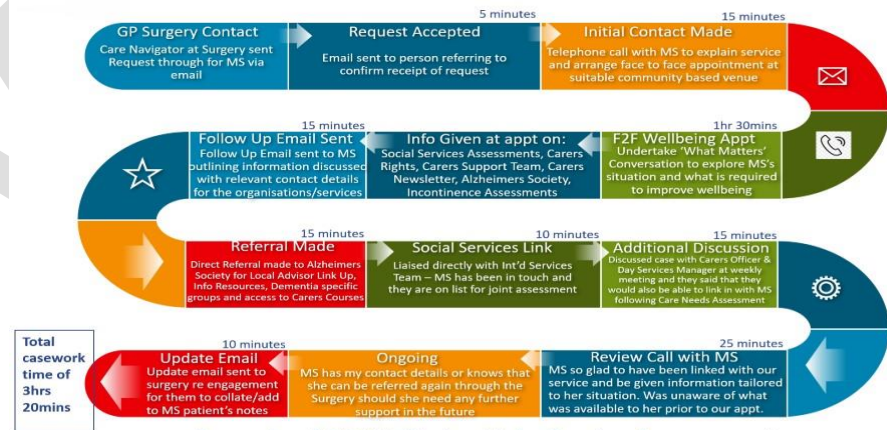 5 minutes
15 minutes
GP Surgery Contact
Care Navigator at Surgery sent
Request through for MS via
email
Request Accepted
Email sent to person referring to
confirm receipt of request
Initial Contact Made
Telephone call with MS to explain service
and arrange face to face appointment at
suitable community based venue
1hr 30mins
F2F Wellbeing Appt
Undertake 'What Matters'
Conversation to explore MS's
situation and what is required
to improve wellbeing
Info Given at appt on:
Social Services Assessments, Carers
Rights, Carers Support Team, Carers
Newsletter, Alzheimers Society,
Incontinence Assessments
15 minutes
Follow Up Email Sent
Follow Up Email sent to MS
outlining information discussed
with relevant contact details
for the organisations/services
15 minutes
Referral Made
Direct Referral made to Alzheimers
Society for Local Advisor Link Up,
Info Resources, Dementia specific
groups and access to Carers Courses
10 minutes
Social Services Link
Liaised directly with Int'd Services
Team – MS has been in touch and
they are on list for joint assessment
15 minutes
Additional Discussion
Discussed case with Carers Officer &
Day Services Manager at weekly
meeting and they said that they
would also be able to link in with MS
following Care Needs Assessment
25 minutes
Review Call with MS
MS so glad to have been linked with our
service and be given information tailored
to her situation. Was unaware of what
was available to her prior to our appt.
Ongoing
MS has my contact details or knows that
she can be referred again through the
Surgery should she need any further
support in the future
10 minutes
Update Email
Update email sent to
surgery re engagement
for them to collate/add
to MS patient's notes
Total
casework
time of
3hrs
20mins